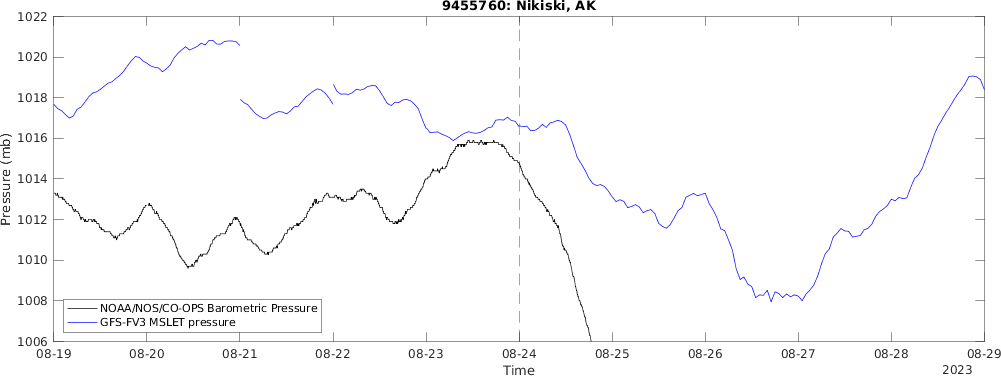 9455760: Nikiski, AK
1022
1020
1018
1016
1014
1012
1010
1008
1006
Pressure (mb)
NOAA/NOS/CO-OPS Barometric Pressure
GFS-FV3 MSLET pressure
08-19 08-20 08-21 08-22 08-23 08-24 08-25 08-26 08-27 08-28 08-29
Time
2023